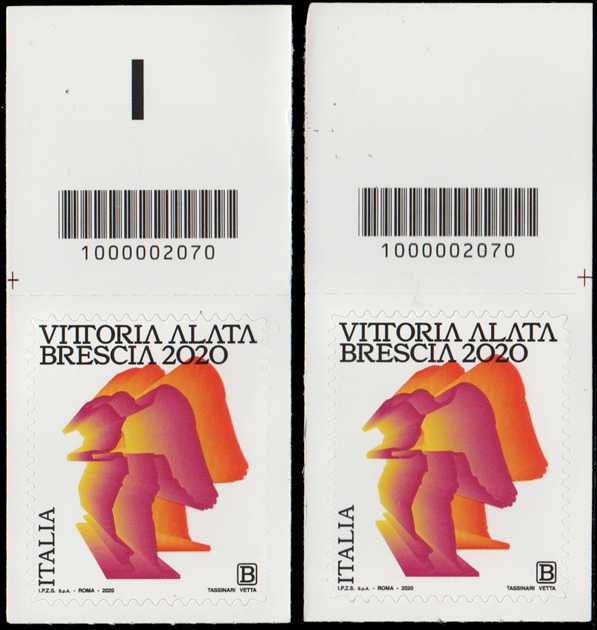 1000002070
VITTORIA ALATA
BRESCIA 2020
ITALIA
B
I.P.Z.S. S.p.A. - ROMA - 2020
TASSINARI VETTA
1000002070
VITTORIA ALATA
BRESCIA 2020
ITALIA
B
I.P.Z.S. S.p.A. - ROMA - 2020
TASSINARI VETTA